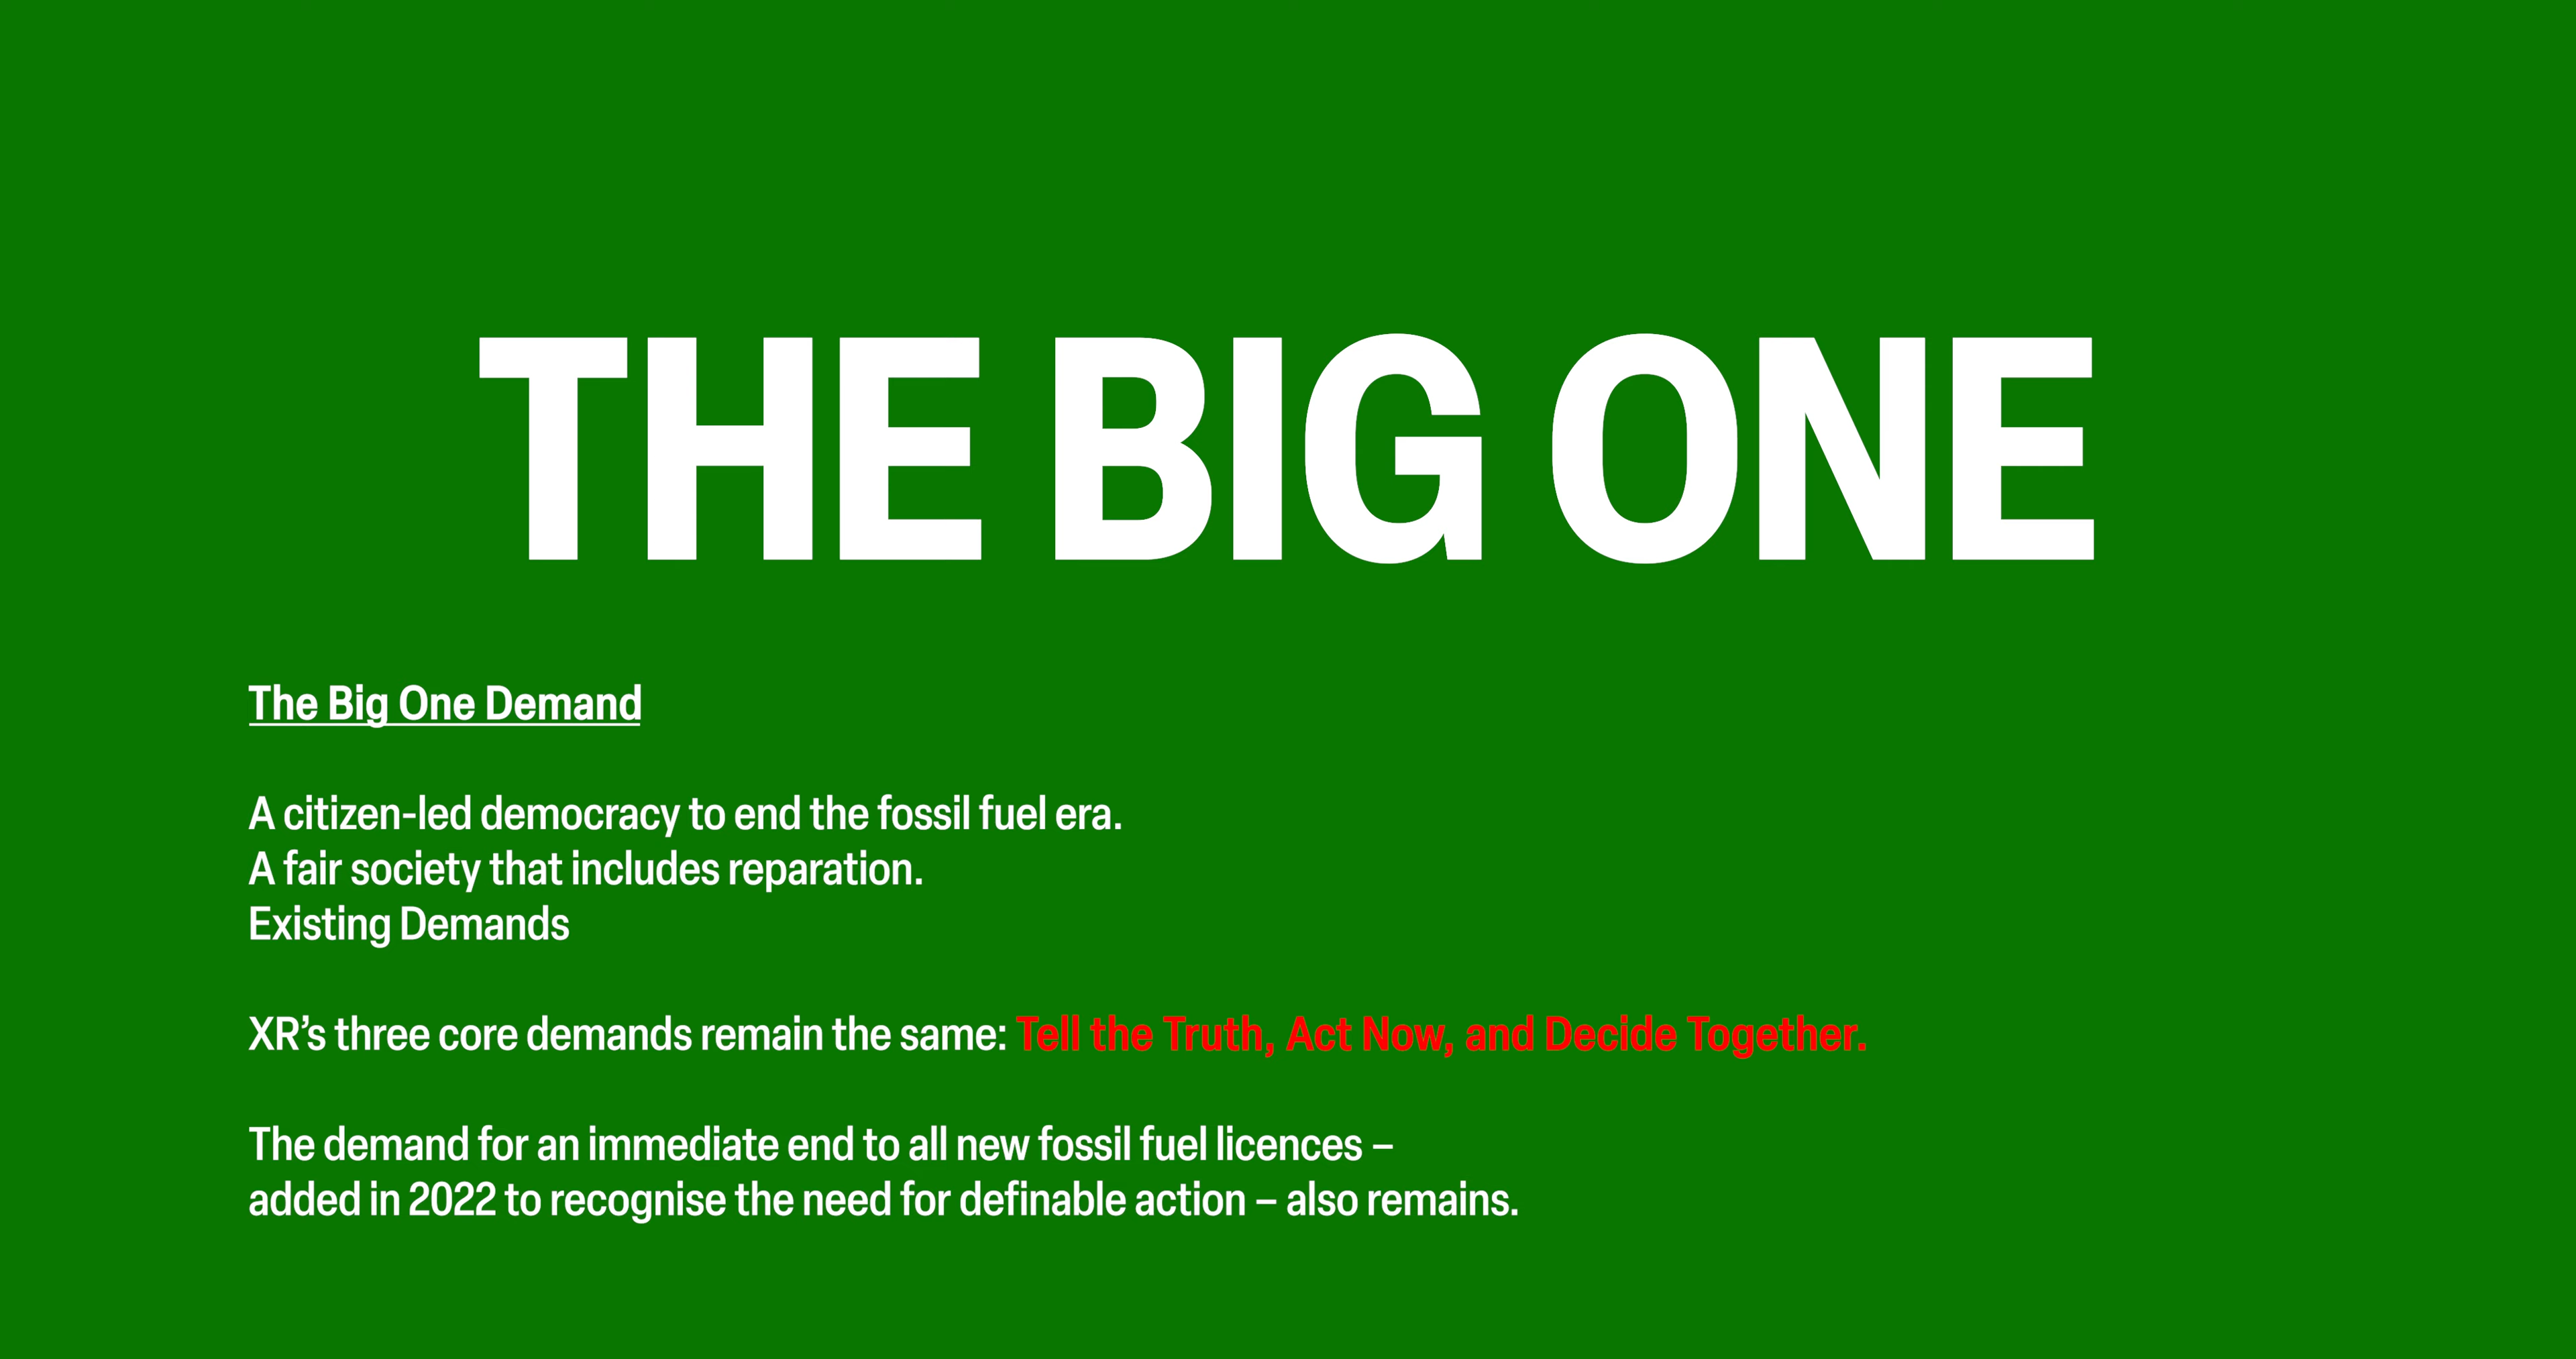 THE BIG ONE
The Big One Demand
A citizen-led democracy to end the fossil fuel era.
A fair society that includes reparation.
Existing Demands
XR’s three core demands remain the same: Tell the Truth, Act Now, and Decide Together.
The demand for an immediate end to all new fossil fuel licences –
added in 2022 to recognise the need for definable action – also remains.